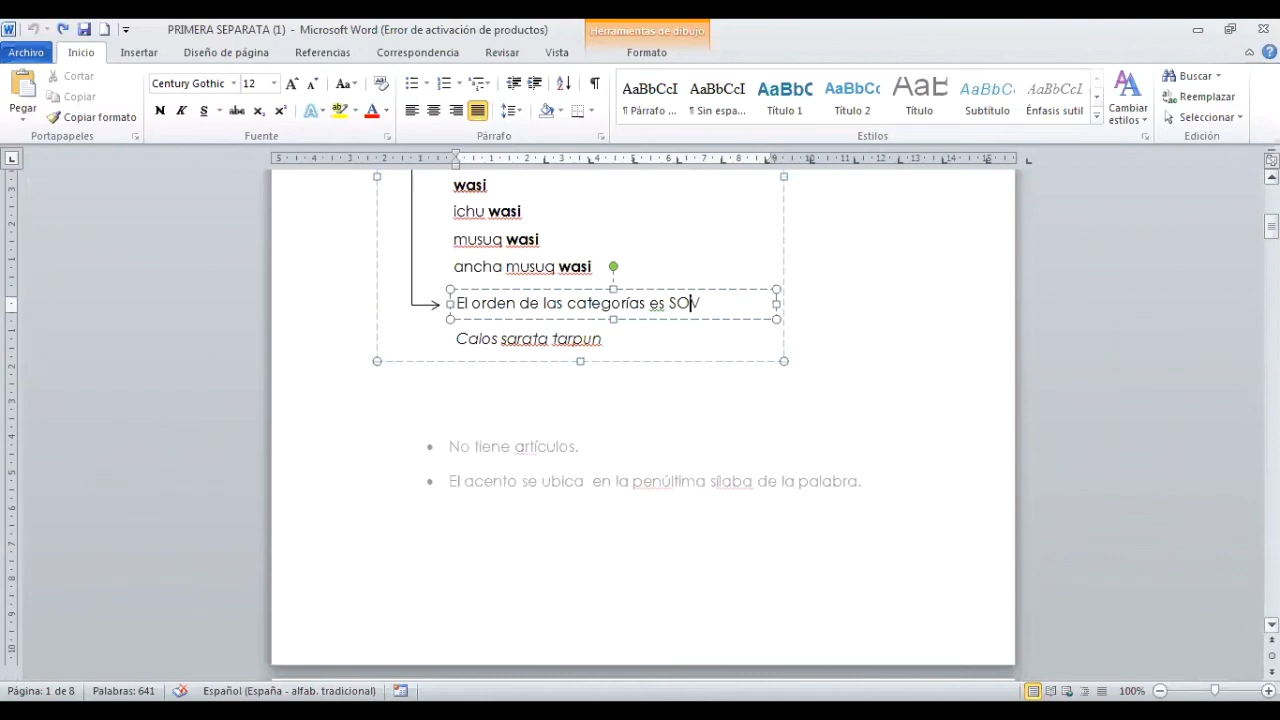 PRIMERA SEPARATA (1) - Microsoft Word (Error de activación de productos)
Herramientas de dibujo
Archivo Inicio Insertar Diseño de página Referencias Correspondencia Revisar Vista Formato
Pegar
Cortar
Copiar
Copiar formato
Portapapeles
Century Gothic 12
N K S abc x₂ x²
Fuente
Párrafo
AaBbCcI AaBbCcI AaBbC AaBbCc AaB AaBbCcL AaBbCcI
¶ Párrafo ... ¶ Sin espa... Título 1 Título 2 Título Subtítulo Énfasis sutil
Cambiar estilos
Estilos
Buscar
Reemplazar
Seleccionar
Edición
wasi
ichu wasi
musuq wasi
ancha musuq wasi
El orden de las categorías es SOV
Calos sarata tarpun
• No tiene artículos.
• El acento se ubica en la penúltima sílaba de la palabra.
Página: 1 de 8 Palabras: 641 Español (España - alfab. tradicional) 100%